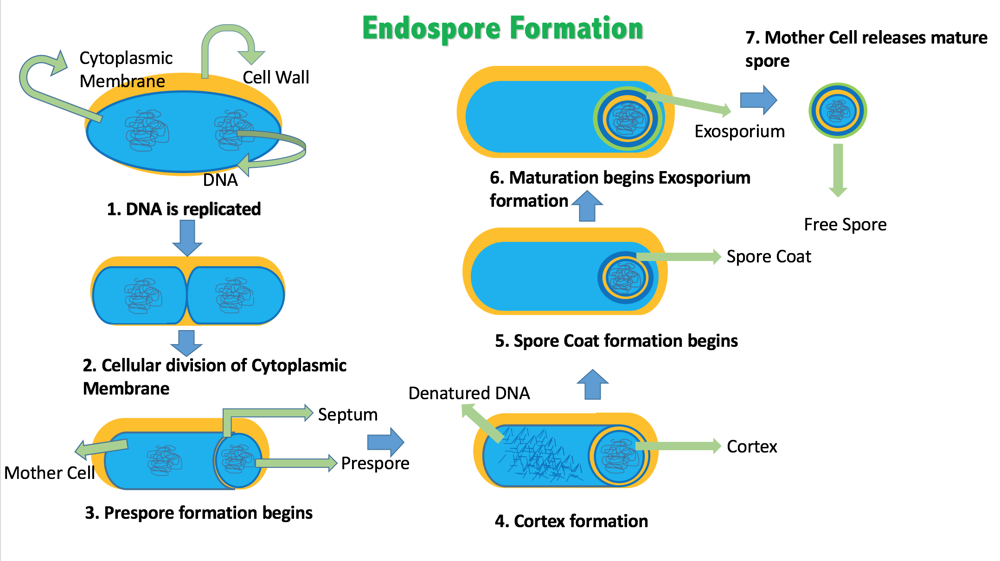 Endospore Formation
Cytoplasmic
Membrane
Cell Wall
DNA
1. DNA is replicated
2. Cellular division of Cytoplasmic
Membrane
Septum
Mother Cell
Prespore
3. Prespore formation begins
Denatured DNA
Cortex
4. Cortex formation
Spore Coat
5. Spore Coat formation begins
Exosporium
6. Maturation begins Exosporium
formation
7. Mother Cell releases mature
spore
Free Spore